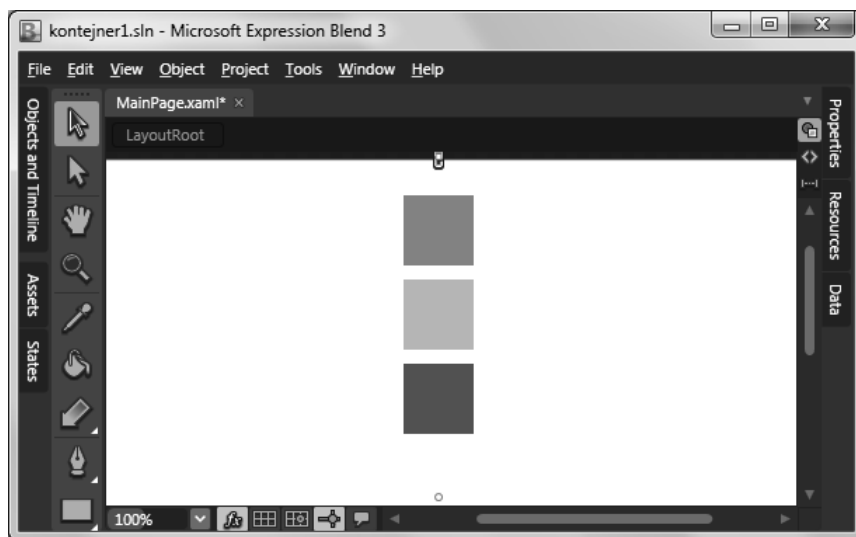 kontejner1.sln - Microsoft Expression Blend 3
File Edit View Object Project Tools Window Help
Objects and Timeline
Assets
States
MainPage.xaml* ×
LayoutRoot
Properties
Resources
Data
100%